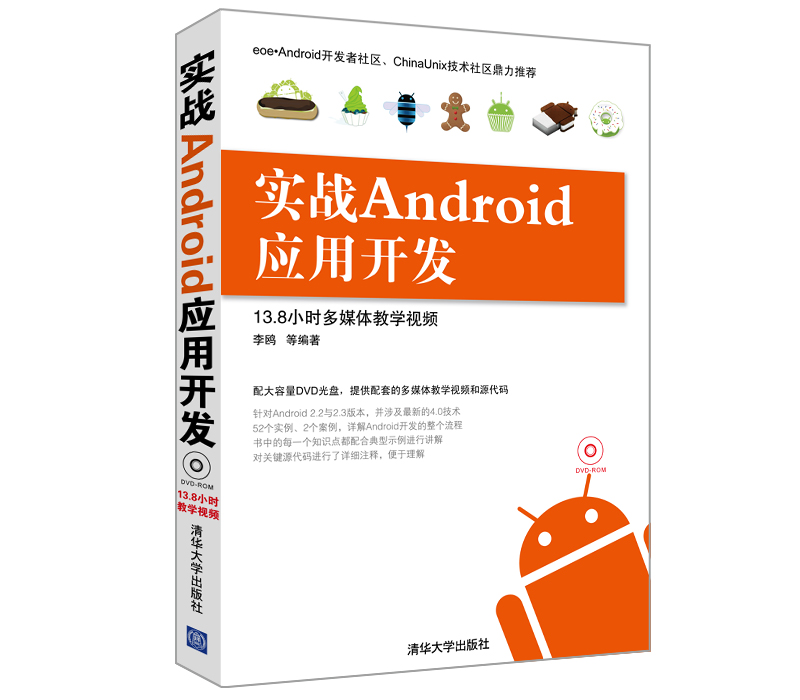 eoe•Android开发者社区、ChinaUnix技术社区鼎力推荐
实战Android
应用开发
13.8小时多媒体教学视频
李鸥 等编著
配大容量DVD光盘，提供配套的多媒体教学视频和源代码
针对Android 2.2与2.3版本，并涉及最新的4.0技术
52个实例、2个案例，详解Android开发的整个流程
书中的每一个知识点都配合典型示例进行讲解
对关键源代码进行了详细注释，便于理解
DVD-ROM
清华大学出版社
实战Android应用开发
DVD-ROM
13.8小时
教学视频
清华大学出版社